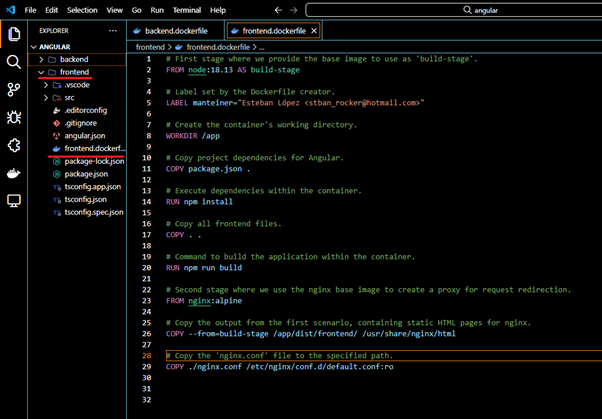 File Edit Selection View Go Run Terminal Help
angular
EXPLORER
ANGULAR
backend
frontend
.vscode
src
.editorconfig
.gitignore
angular.json
frontend.dockerf...
package-lock.json
package.json
tsconfig.app.json
tsconfig.json
tsconfig.spec.json
backend.dockerfile
frontend.dockerfile
frontend > frontend.dockerfile > ...
1 # First stage where we provide the base image to use as 'build-stage'.
2 FROM node:18.13 AS build-stage
3
4 # Label set by the Dockerfile creator.
5 LABEL manteiner="Esteban López <stban_rocker@hotmail.com>"
6
7 # Create the container's working directory.
8 WORKDIR /app
9
10 # Copy project dependencies for Angular.
11 COPY package.json .
12
13 # Execute dependencies within the container.
14 RUN npm install
15
16 # Copy all frontend files.
17 COPY . .
18
19 # Command to build the application within the container.
20 RUN npm run build
21
22 # Second stage where we use the nginx base image to create a proxy for request redirection.
23 FROM nginx:alpine
24
25 # Copy the output from the first scenario, containing static HTML pages for nginx.
26 COPY --from=build-stage /app/dist/frontend/ /usr/share/nginx/html
27
28 # Copy the 'nginx.conf' file to the specified path.
29 COPY ./nginx.conf /etc/nginx/conf.d/default.conf:ro
30
31
32